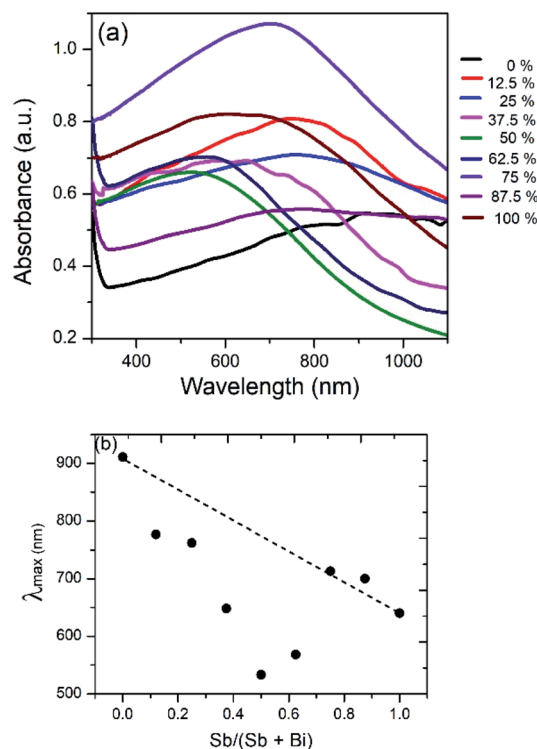 (a)
1.0
0.8
0.6
0.4
0.2
Absorbance (a.u.)
400 600 800 1000
Wavelength (nm)
0 %
12.5 %
25 %
37.5 %
50 %
62.5 %
75 %
87.5 %
100 %
(b)
900
800
700
600
500
λmax (nm)
0.0 0.2 0.4 0.6 0.8 1.0
Sb/(Sb + Bi)